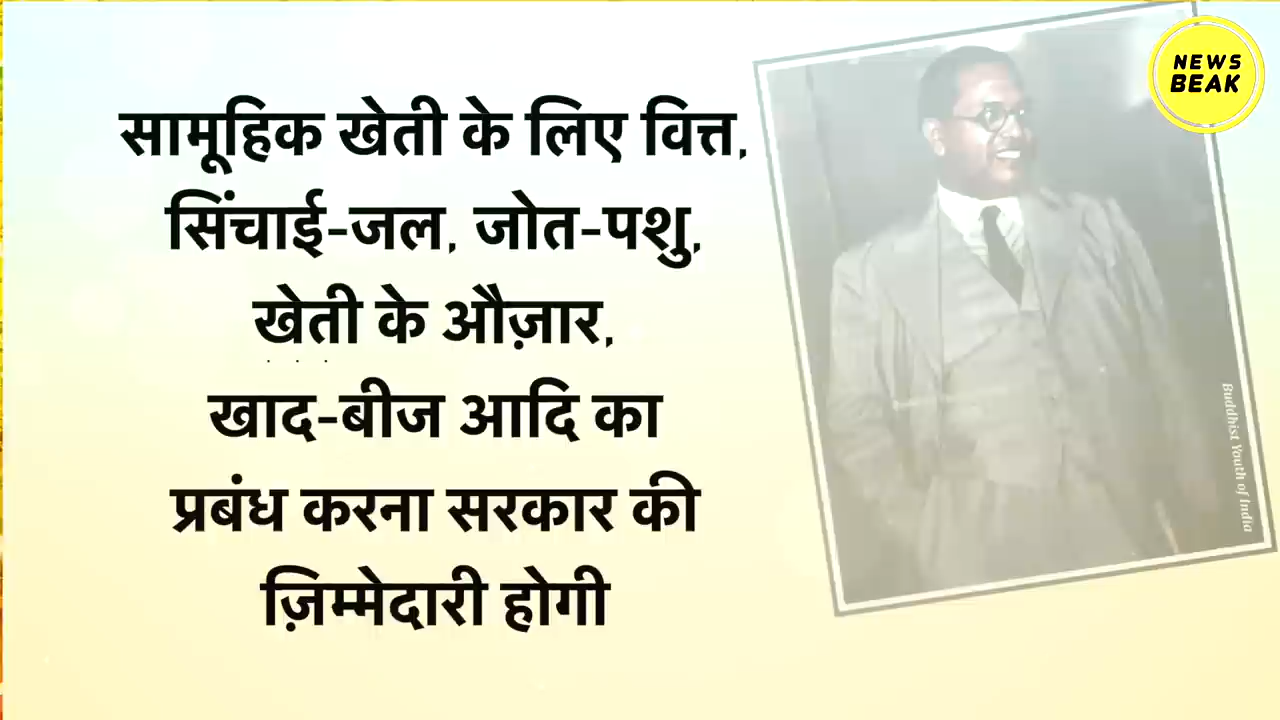 सामूहिक खेती के लिए वित्त,
सिंचाई-जल, जोत-पशु,
खेती के औज़ार,
खाद-बीज आदि का
प्रबंध करना सरकार की
ज़िम्मेदारी होगी
NEWS
BEAK
Buddhist Youth of India